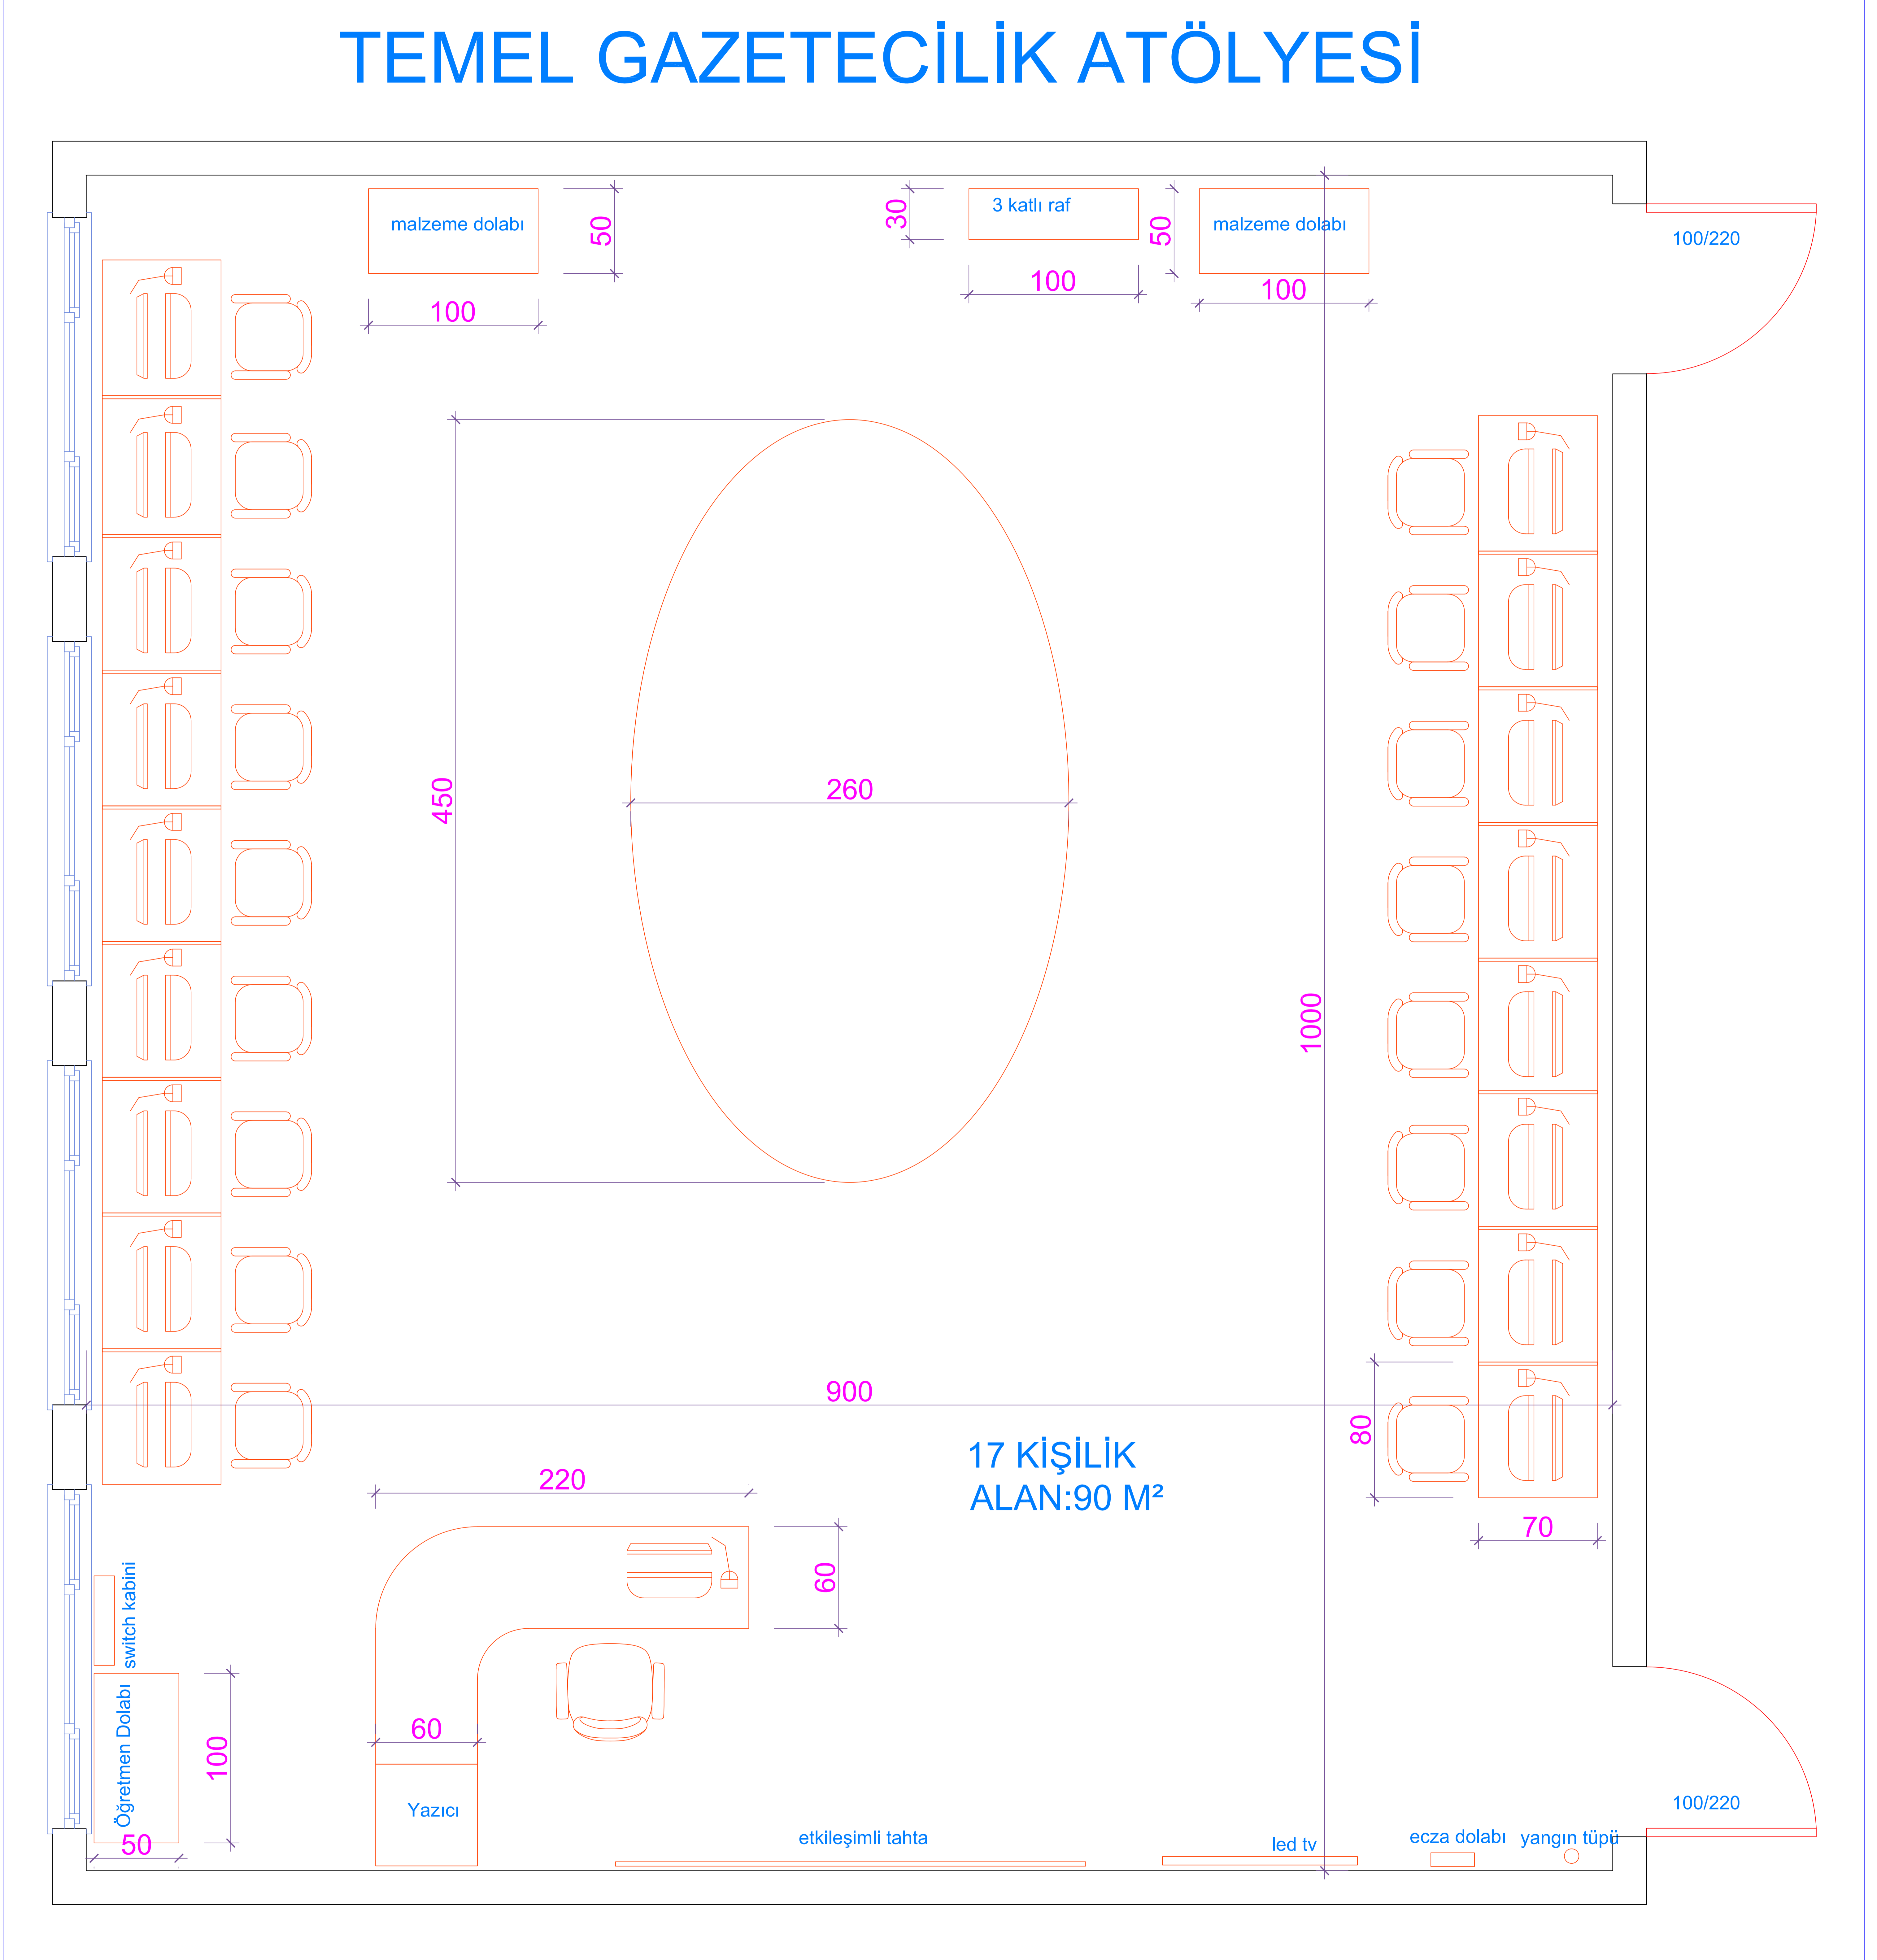 TEMEL GAZETECİLİK ATÖLYESİ
malzeme dolabı
50
100
30
3 katlı raf
100
50
malzeme dolabı
100
100/220
450
260
1000
900
17 KİŞİLİK
ALAN:90 M²
80
70
220
60
60
switch kabini
Öğretmen Dolabı
100
50
Yazıcı
etkileşimli tahta
led tv
ecza dolabı
yangın tüpü
100/220